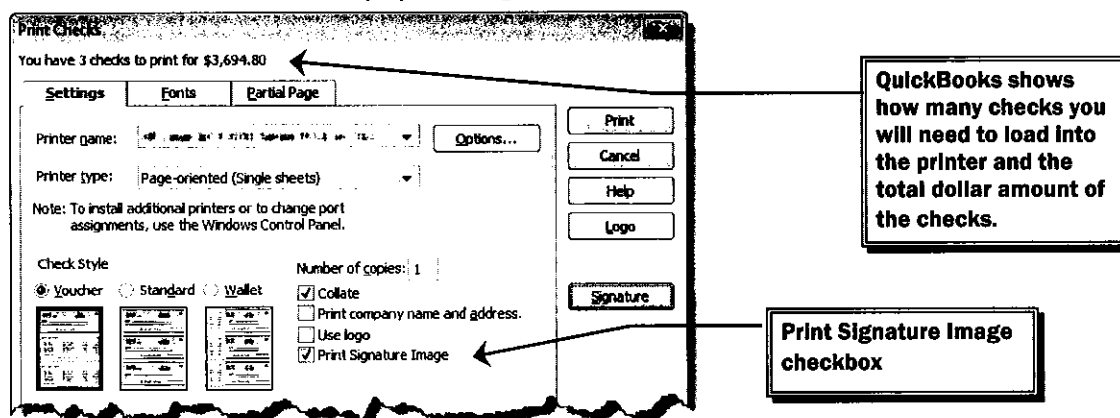 Print Checks
You have 3 checks to print for $3,694.80
Settings
Fonts
Partial Page
Printer name:
Options...
Printer type:
Page-oriented (Single sheets)
Note: To install additional printers or to change port
assignments, use the Windows Control Panel.
Check Style
Voucher
Standard
Wallet
Number of copies: 1
Collate
Print company name and address.
Use logo
Print Signature Image
Print
Cancel
Help
Logo
Signature
QuickBooks shows
how many checks you
will need to load into
the printer and the
total dollar amount of
the checks.
Print Signature Image
checkbox